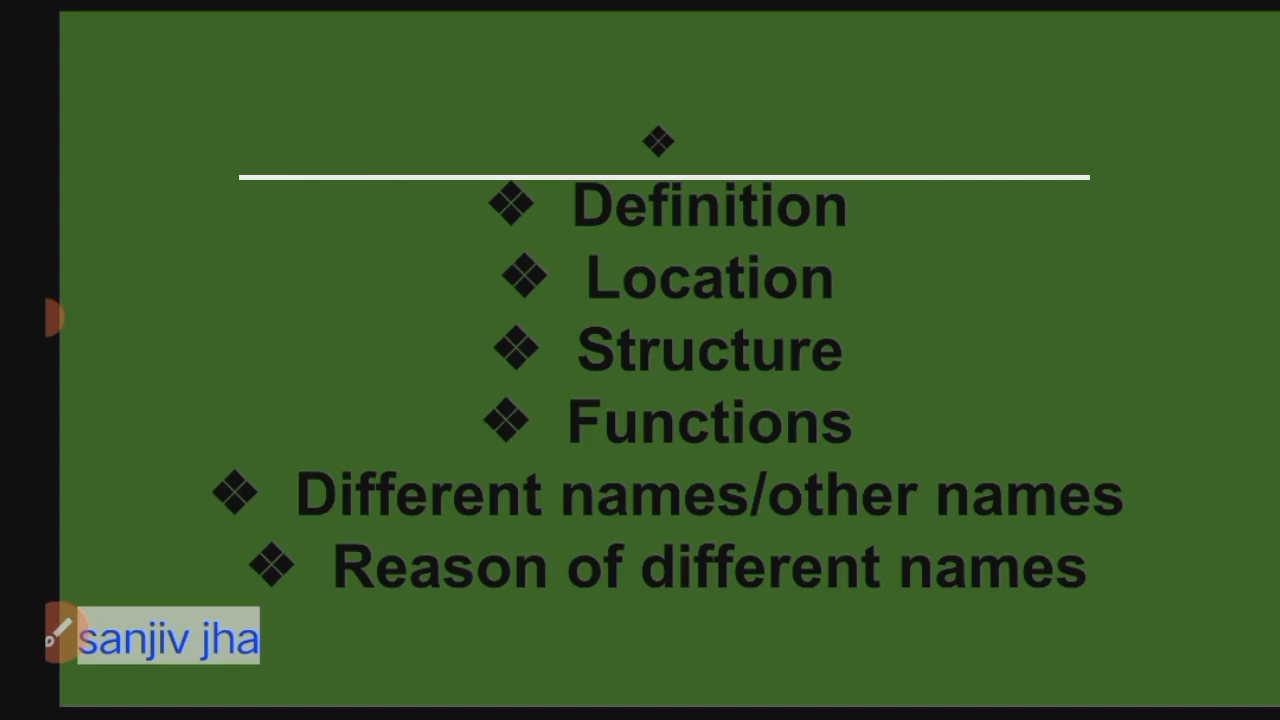 ❖
❖ Definition
❖ Location
❖ Structure
❖ Functions
❖ Different names/other names
❖ Reason of different names
sanjiv jha